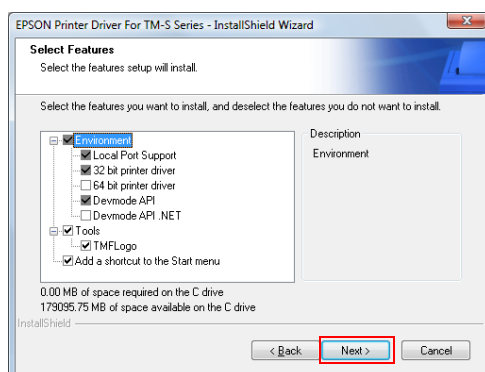 EPSON Printer Driver For TM-S Series - InstallShield Wizard
Select Features
Select the features setup will install.
Select the features you want to install, and deselect the features you do not want to install.
Environment
Local Port Support
32 bit printer driver
64 bit printer driver
Devmode API
Devmode API .NET
Tools
TMFLogo
Add a shortcut to the Start menu
Description
Environment
0.00 MB of space required on the C drive
179095.75 MB of space available on the C drive
InstallShield
< Back
Next >
Cancel